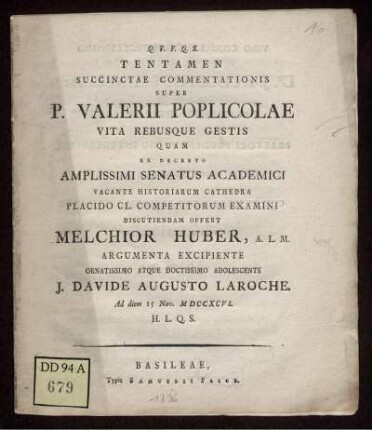 Q. F. F. Q. S.
TENTAMEN
SUCCINCTAE COMMENTATIONIS
SUPER
P. VALERII POPLICOLAE
VITA REBUSQUE GESTIS
QUAM
EX DECRETO
AMPLISSIMI SENATUS ACADEMICI
VACANTE HISTORIARUM CATHEDRA
PLACIDO CL. COMPETITORUM EXAMINI
DISCUTIENDAM OFFERT
MELCHIOR HUBER, A. L. M.
ARGUMENTA EXCIPIENTE
ORNATISSIMO ATQUE DOCTISSIMO ADOLESCENTE
J. DAVIDE AUGUSTO LAROCHE.
Ad diem 15 Nov. MDCCXCVI.
H. L. Q. S.
BASILEAE,
Typis SAMUELIS FLICK.
DD 94 A
679
1796